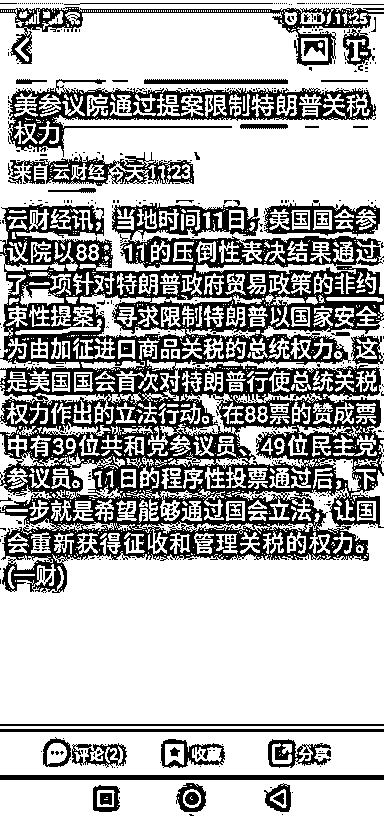 11:25
T
美参议院通过提案限制特朗普关税
权力
来自云财经今天11:23
云财经讯，当地时间11日，美国国会参
议院以88：11的压倒性表决结果通过
了一项针对特朗普政府贸易政策的非约
束性提案，寻求限制特朗普以国家安全
为由加征进口商品关税的总统权力。这
是美国国会首次对特朗普行使总统关税
权力作出的立法行动。在88票的赞成票
中有39位共和党参议员、49位民主党
参议员。11日的程序性投票通过后，下
一步就是希望能够通过国会立法，让国
会重新获得征收和管理关税的权力。
(一财)
评论(2) 收藏 分享